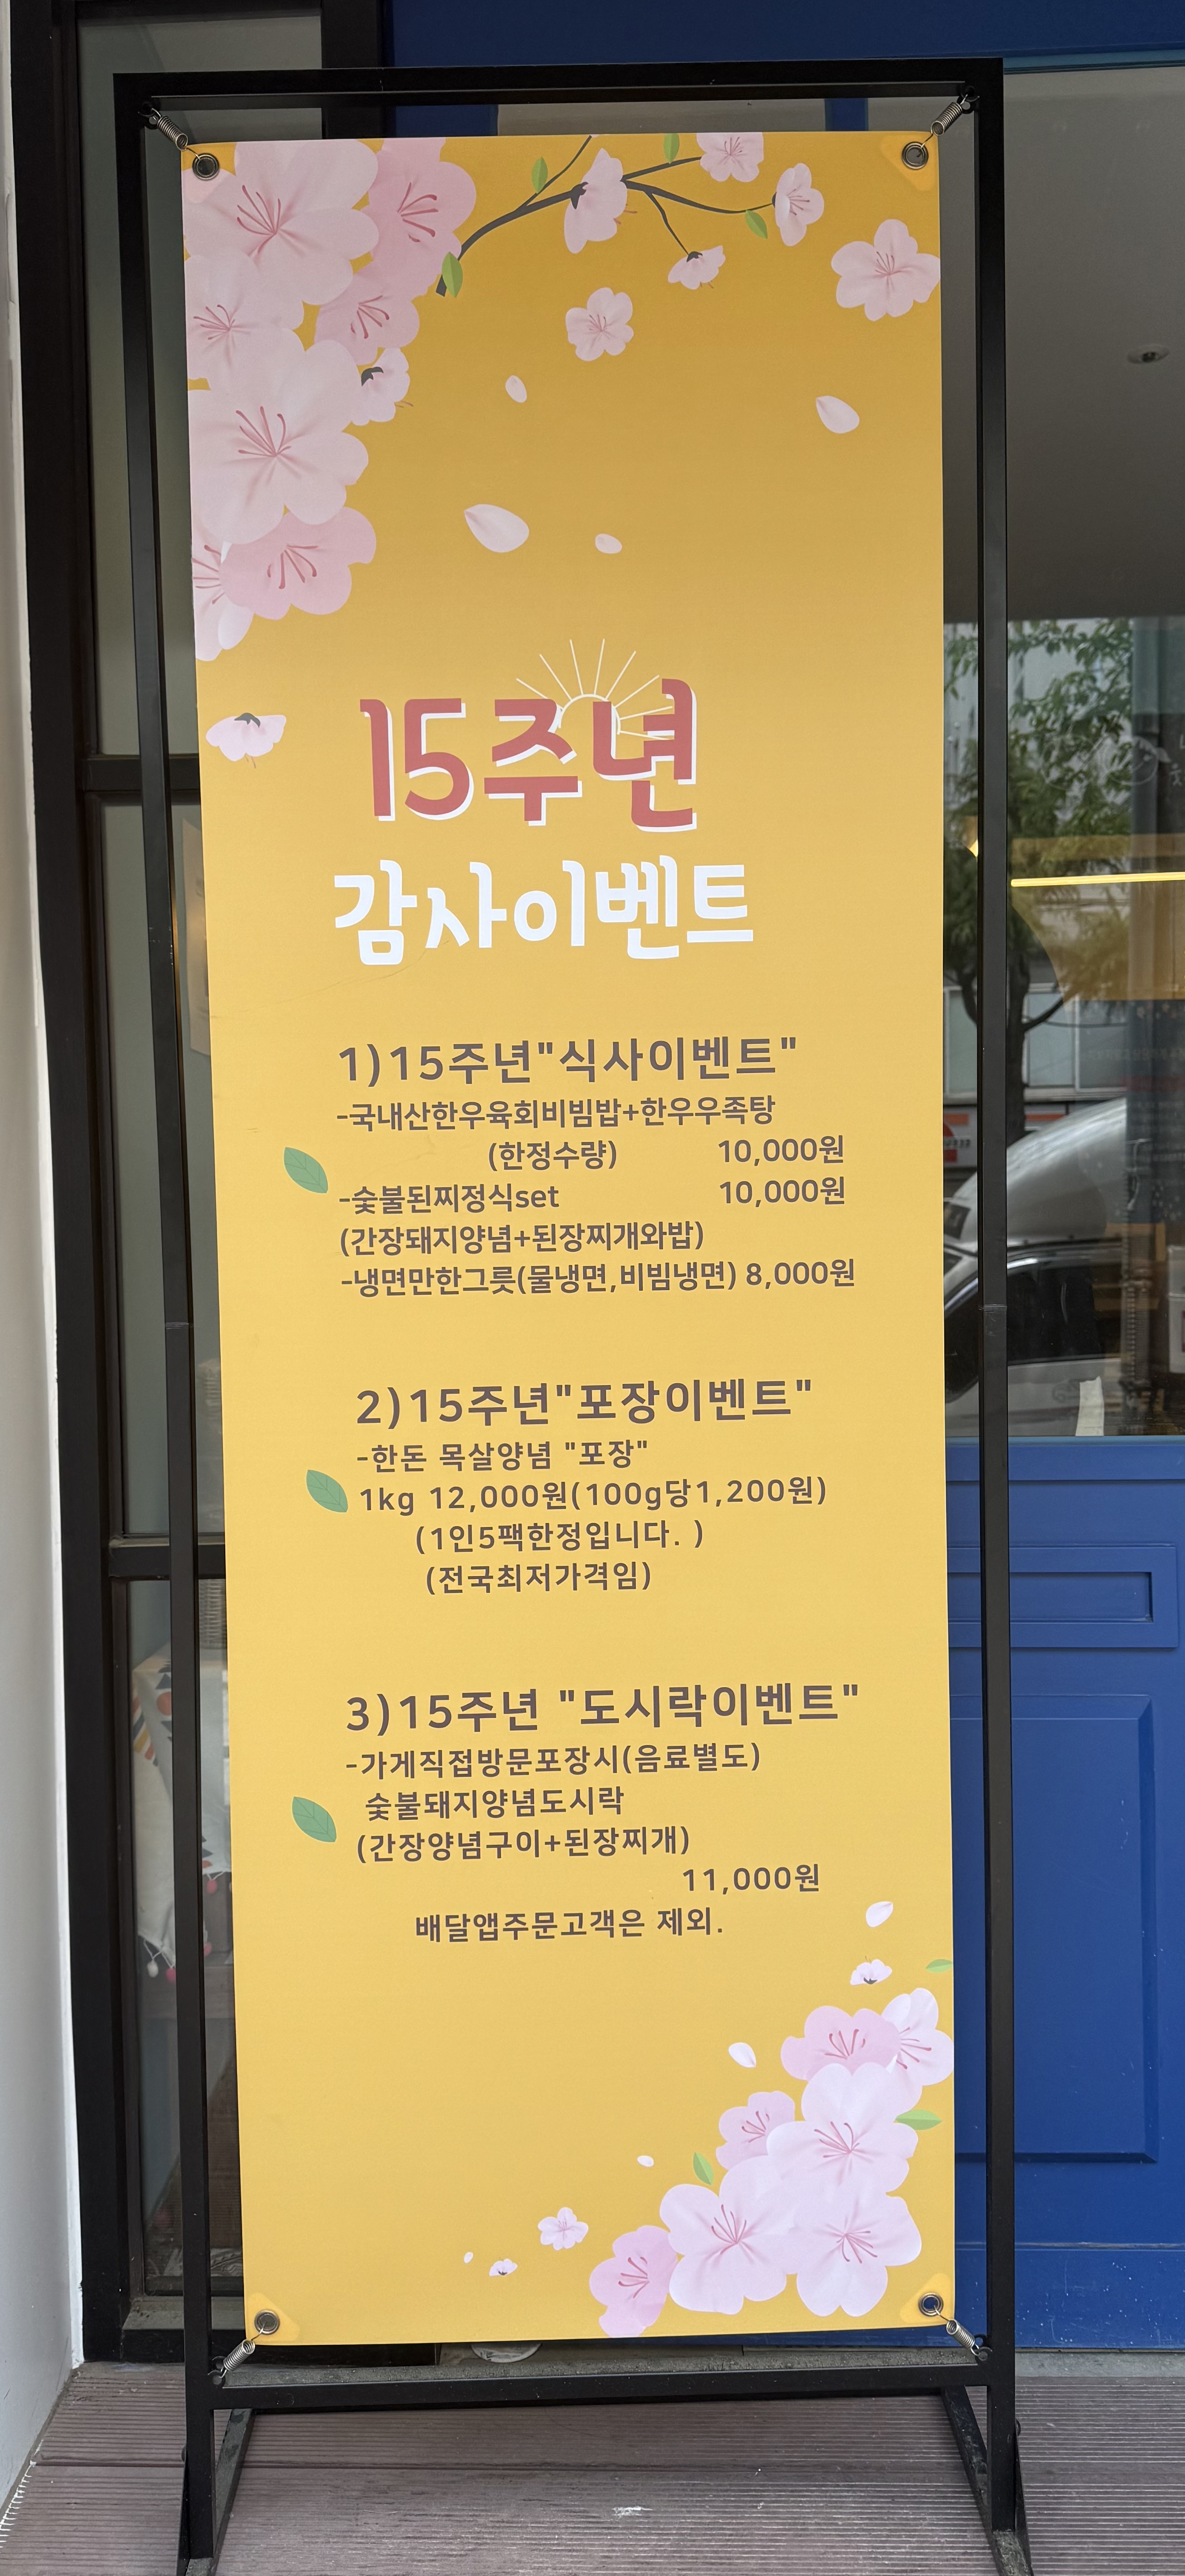 15주년
감사이벤트
1)15주년"식사이벤트"
-국내산한우육회비빔밥+한우우족탕
(한정수량) 10,000원
-숯불된찌정식set 10,000원
(간장돼지양념+된장찌개와밥)
-냉면만한그릇(물냉면,비빔냉면) 8,000원
2)15주년"포장이벤트"
-한돈 목살양념 "포장"
1kg 12,000원(100g당1,200원)
(1인5팩한정입니다. )
(전국최저가격임)
3)15주년 "도시락이벤트"
-가게직접방문포장시(음료별도)
숯불돼지양념도시락
(간장양념구이+된장찌개)
11,000원
배달앱주문고객은 제외.